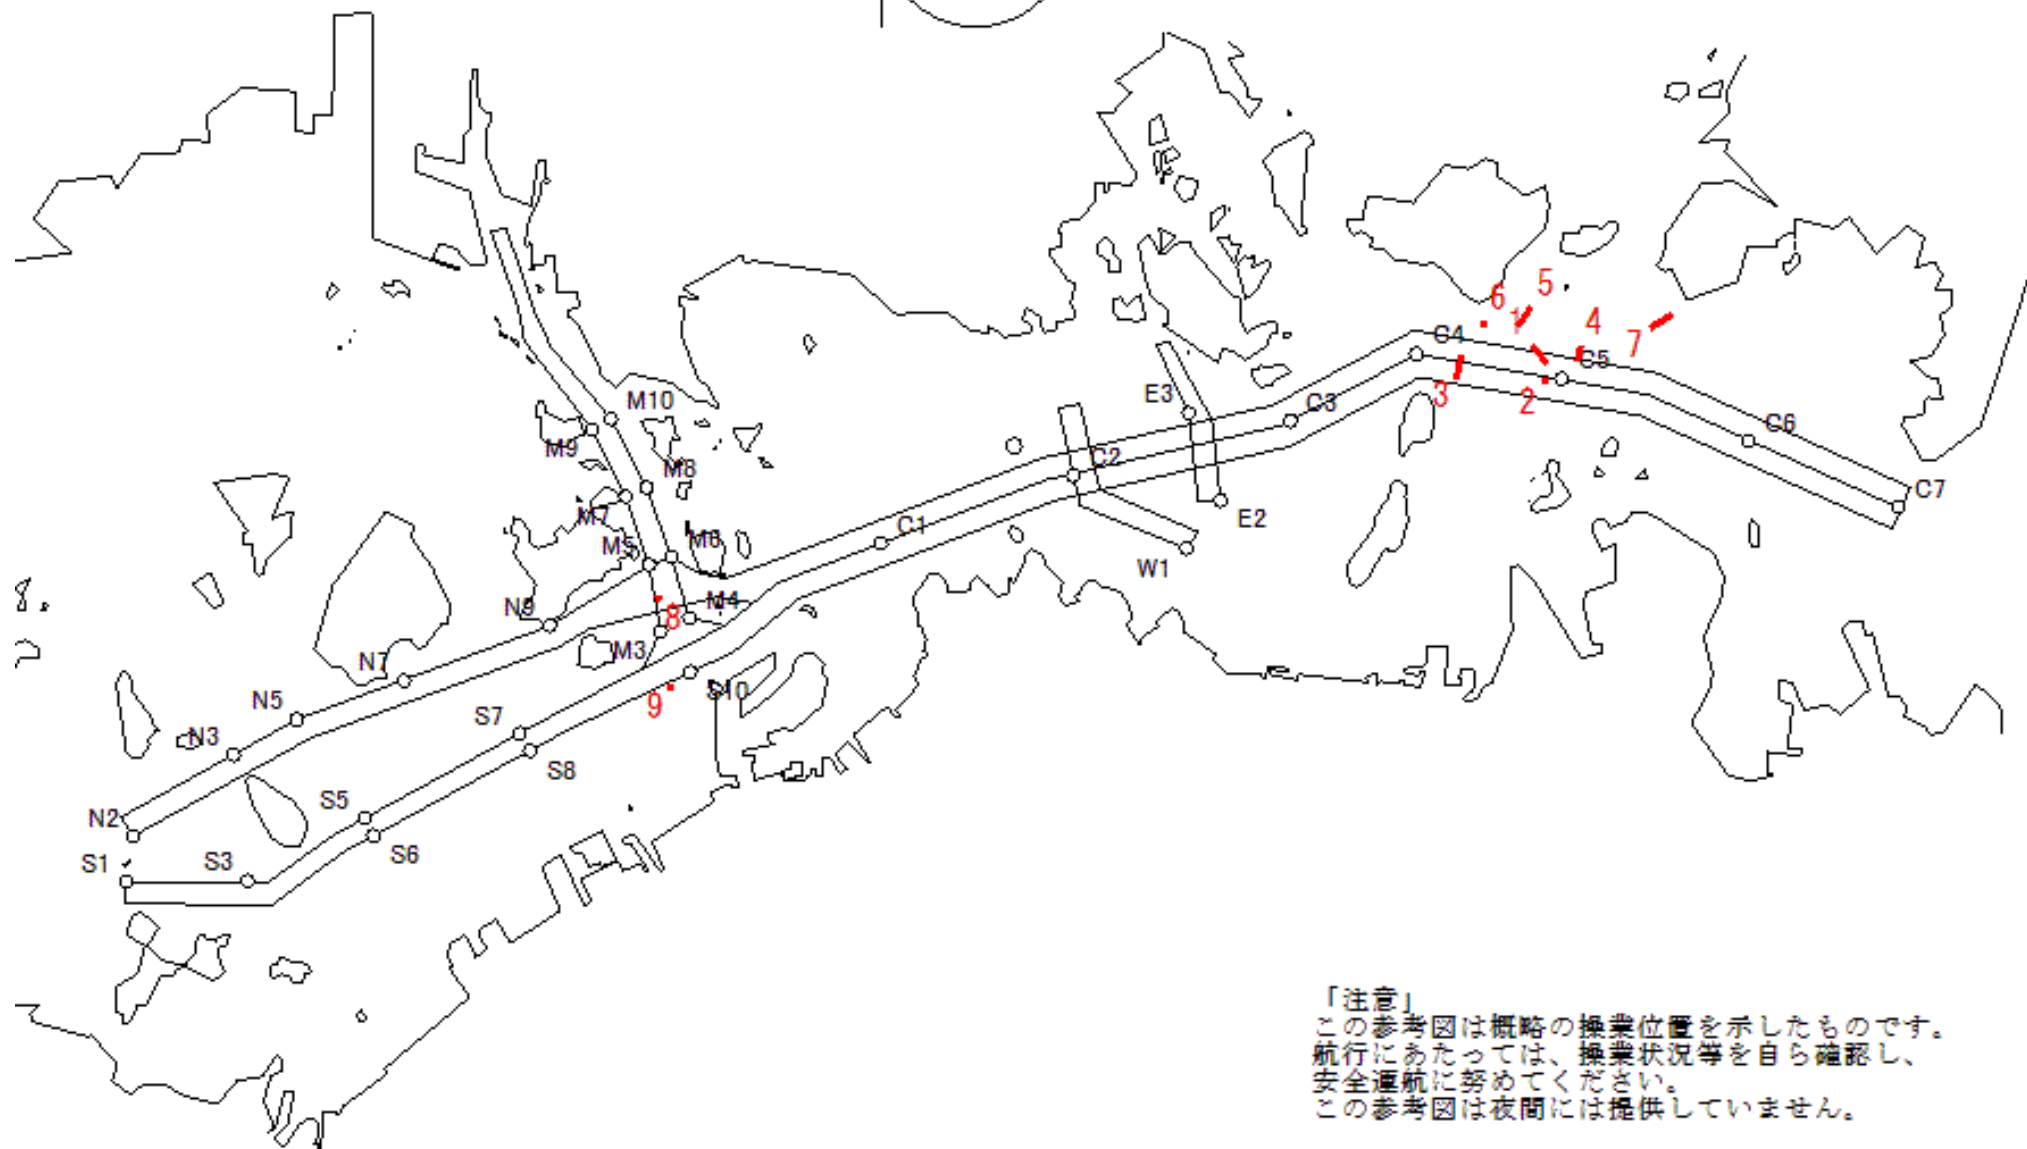 6
5
1
4
C4
7
C5
3
2
E3
C3
M10
C6
M9
C2
M8
C7
M7
E2
C1
M5
M6
W1
N9
M4
8
M3
N7
S10
9
N5
S7
N3
S8
S5
N2
S6
S1
S3
「注意」
この参考図は概略の操業位置を示したものです。
航行にあたっては、操業状況等を自ら確認し、
安全運航に努めてください。
この参考図は夜間には提供していません。